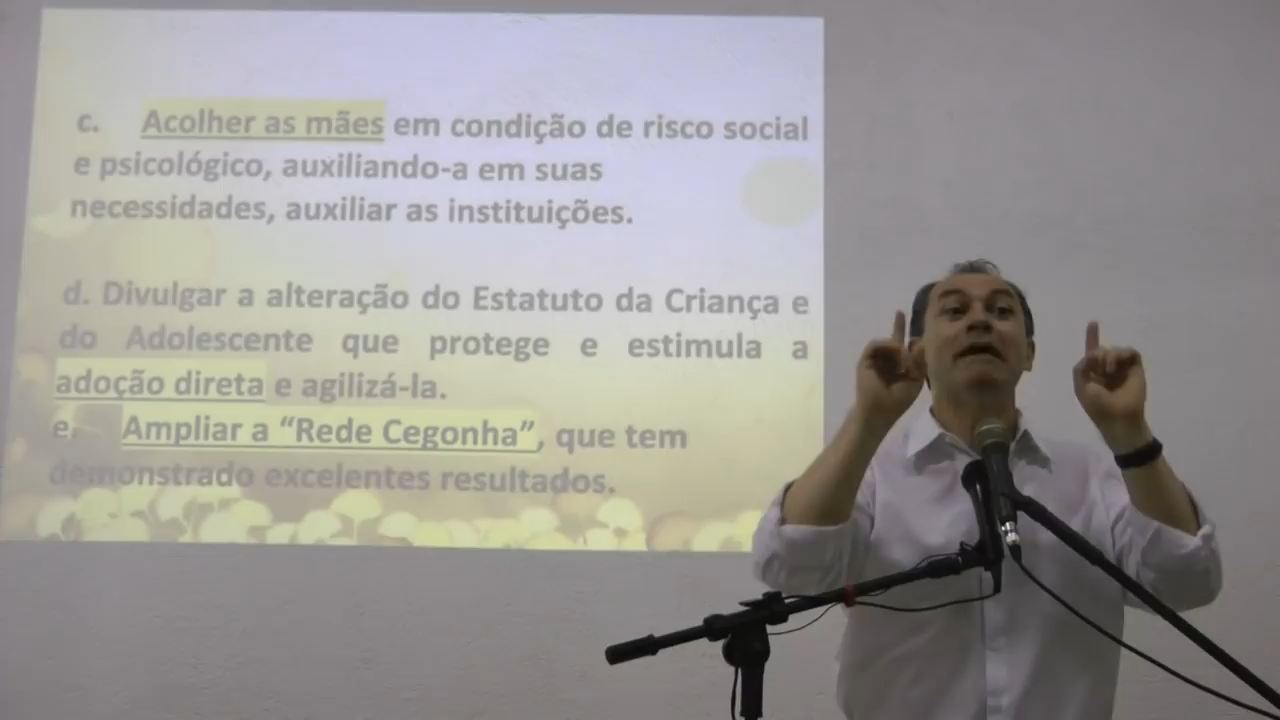 c. Acolher as mães em condição de risco social
e psicológico, auxiliando-a em suas
necessidades, auxiliar as instituições.
d. Divulgar a alteração do Estatuto da Criança e
do Adolescente que protege e estimula a
adoção direta e agilizá-la.
e. Ampliar a “Rede Cegonha”, que tem
demonstrado excelentes resultados.